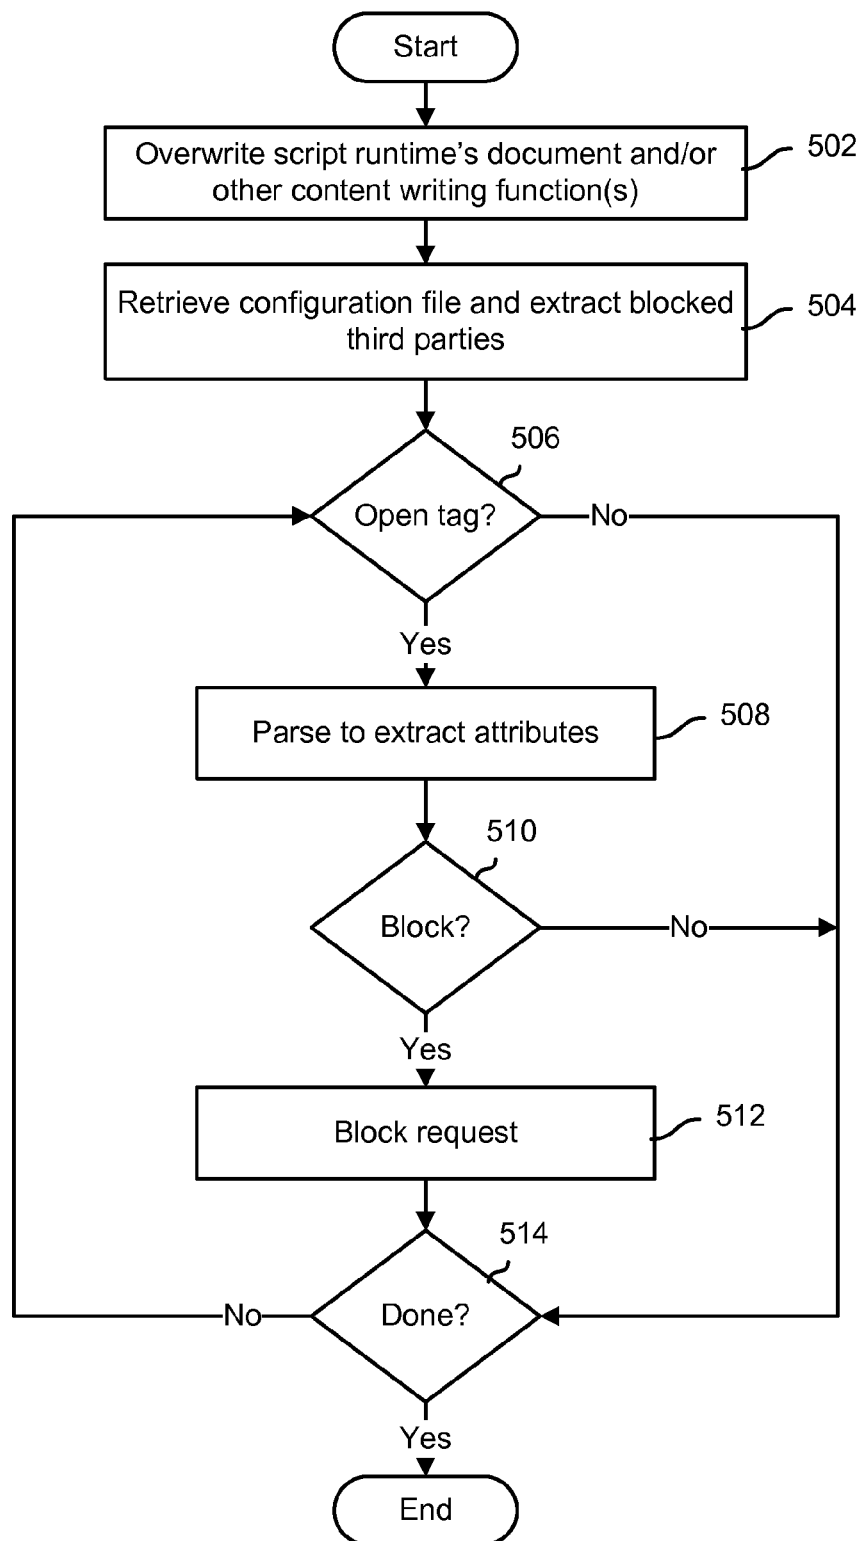 Start
Overwrite script runtime's document and/or
other content writing function(s)
502
Retrieve configuration file and extract blocked
third parties
504
506
Open tag?
No
Yes
Parse to extract attributes
508
510
Block?
No
Yes
Block request
512
514
Done?
No
Yes
End